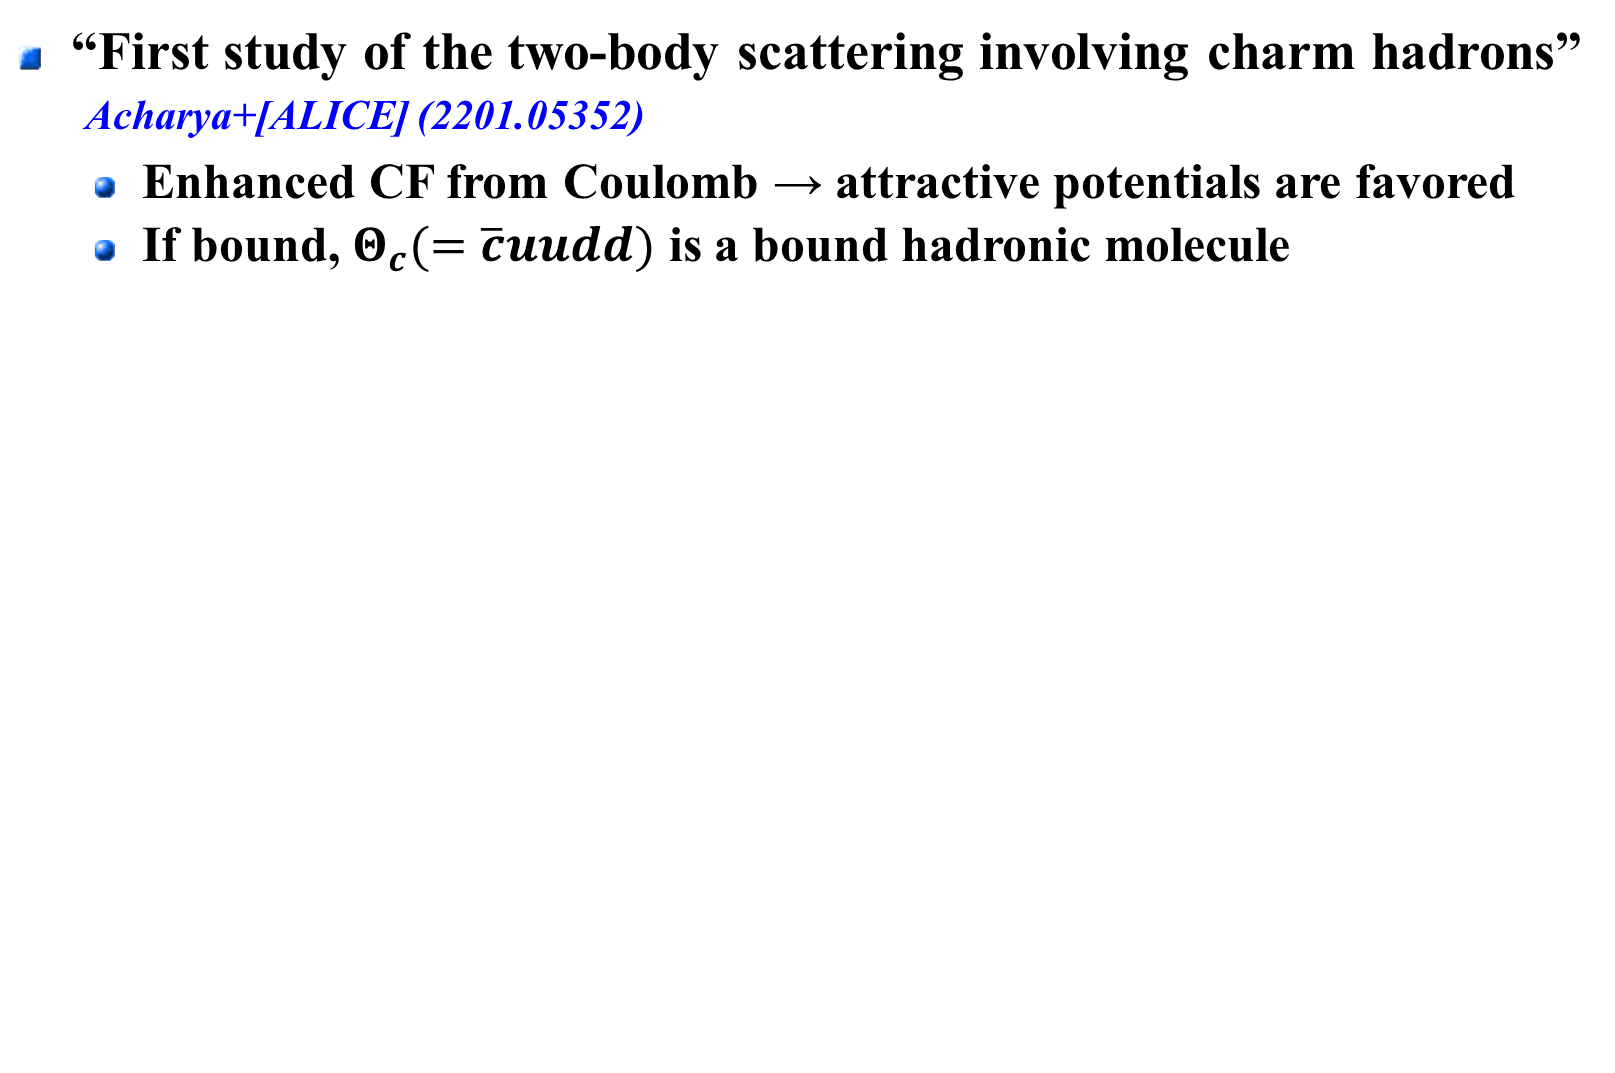 “First study of the two-body scattering involving charm hadrons”
Acharya+[ALICE] (2201.05352)
Enhanced CF from Coulomb → attractive potentials are favored
If bound, Θ_c(= c̅uudd) is a bound hadronic molecule